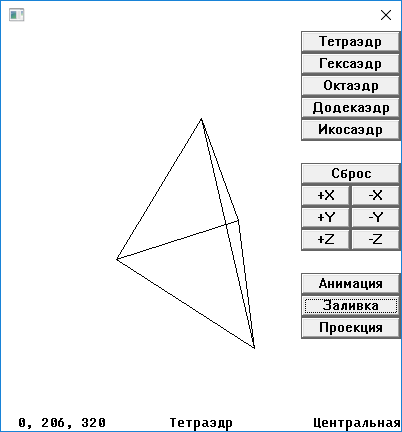 Тетраэдр
Гексаэдр
Октаэдр
Додекаэдр
Икосаэдр
Сброс
+X -X
+Y -Y
+Z -Z
Анимация
Заливка
Проекция
0, 206, 320 Тетраэдр Центральная